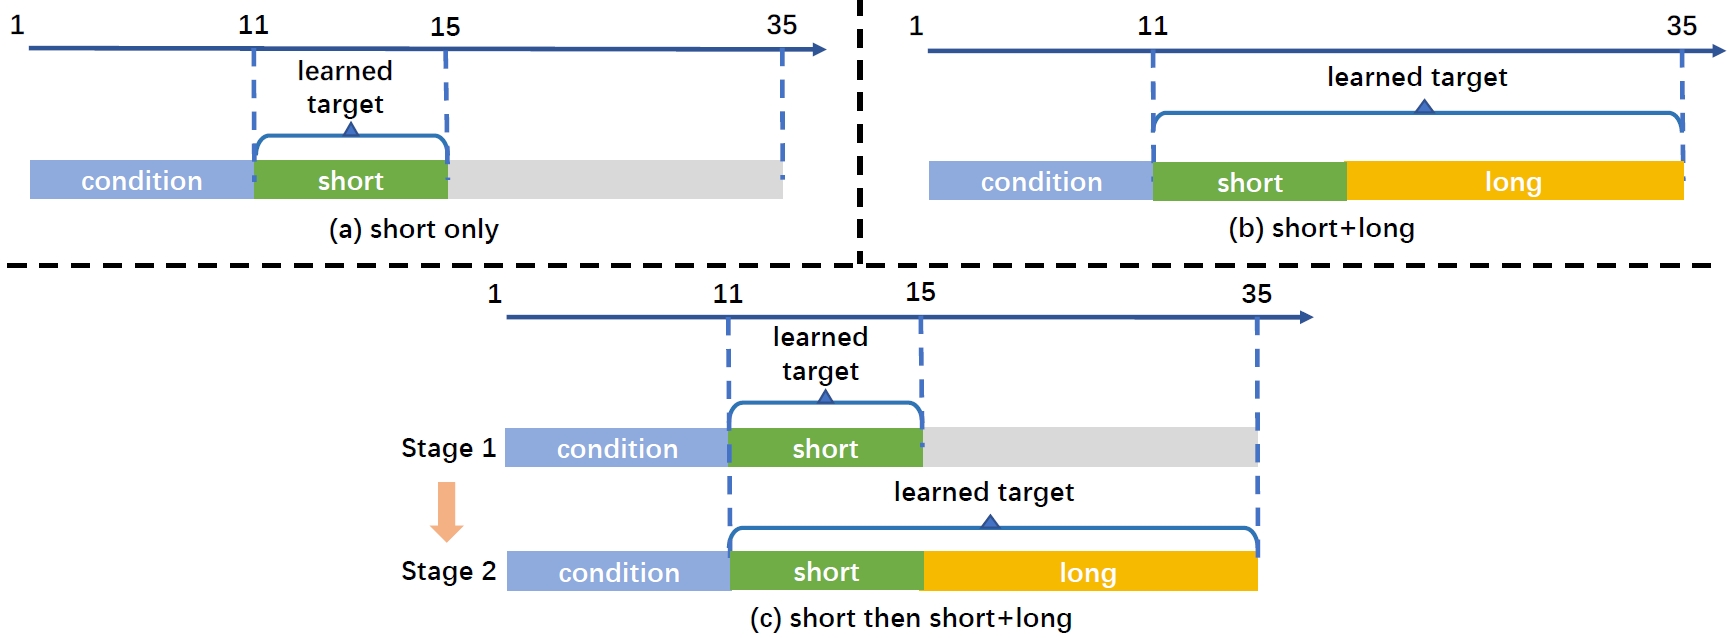 1 11 15 35
learned
target
condition short
(a) short only
1 11 35
learned target
condition short long
(b) short+long
1 11 15 35
learned
target
Stage 1 condition short
learned target
Stage 2 condition short long
(c) short then short+long